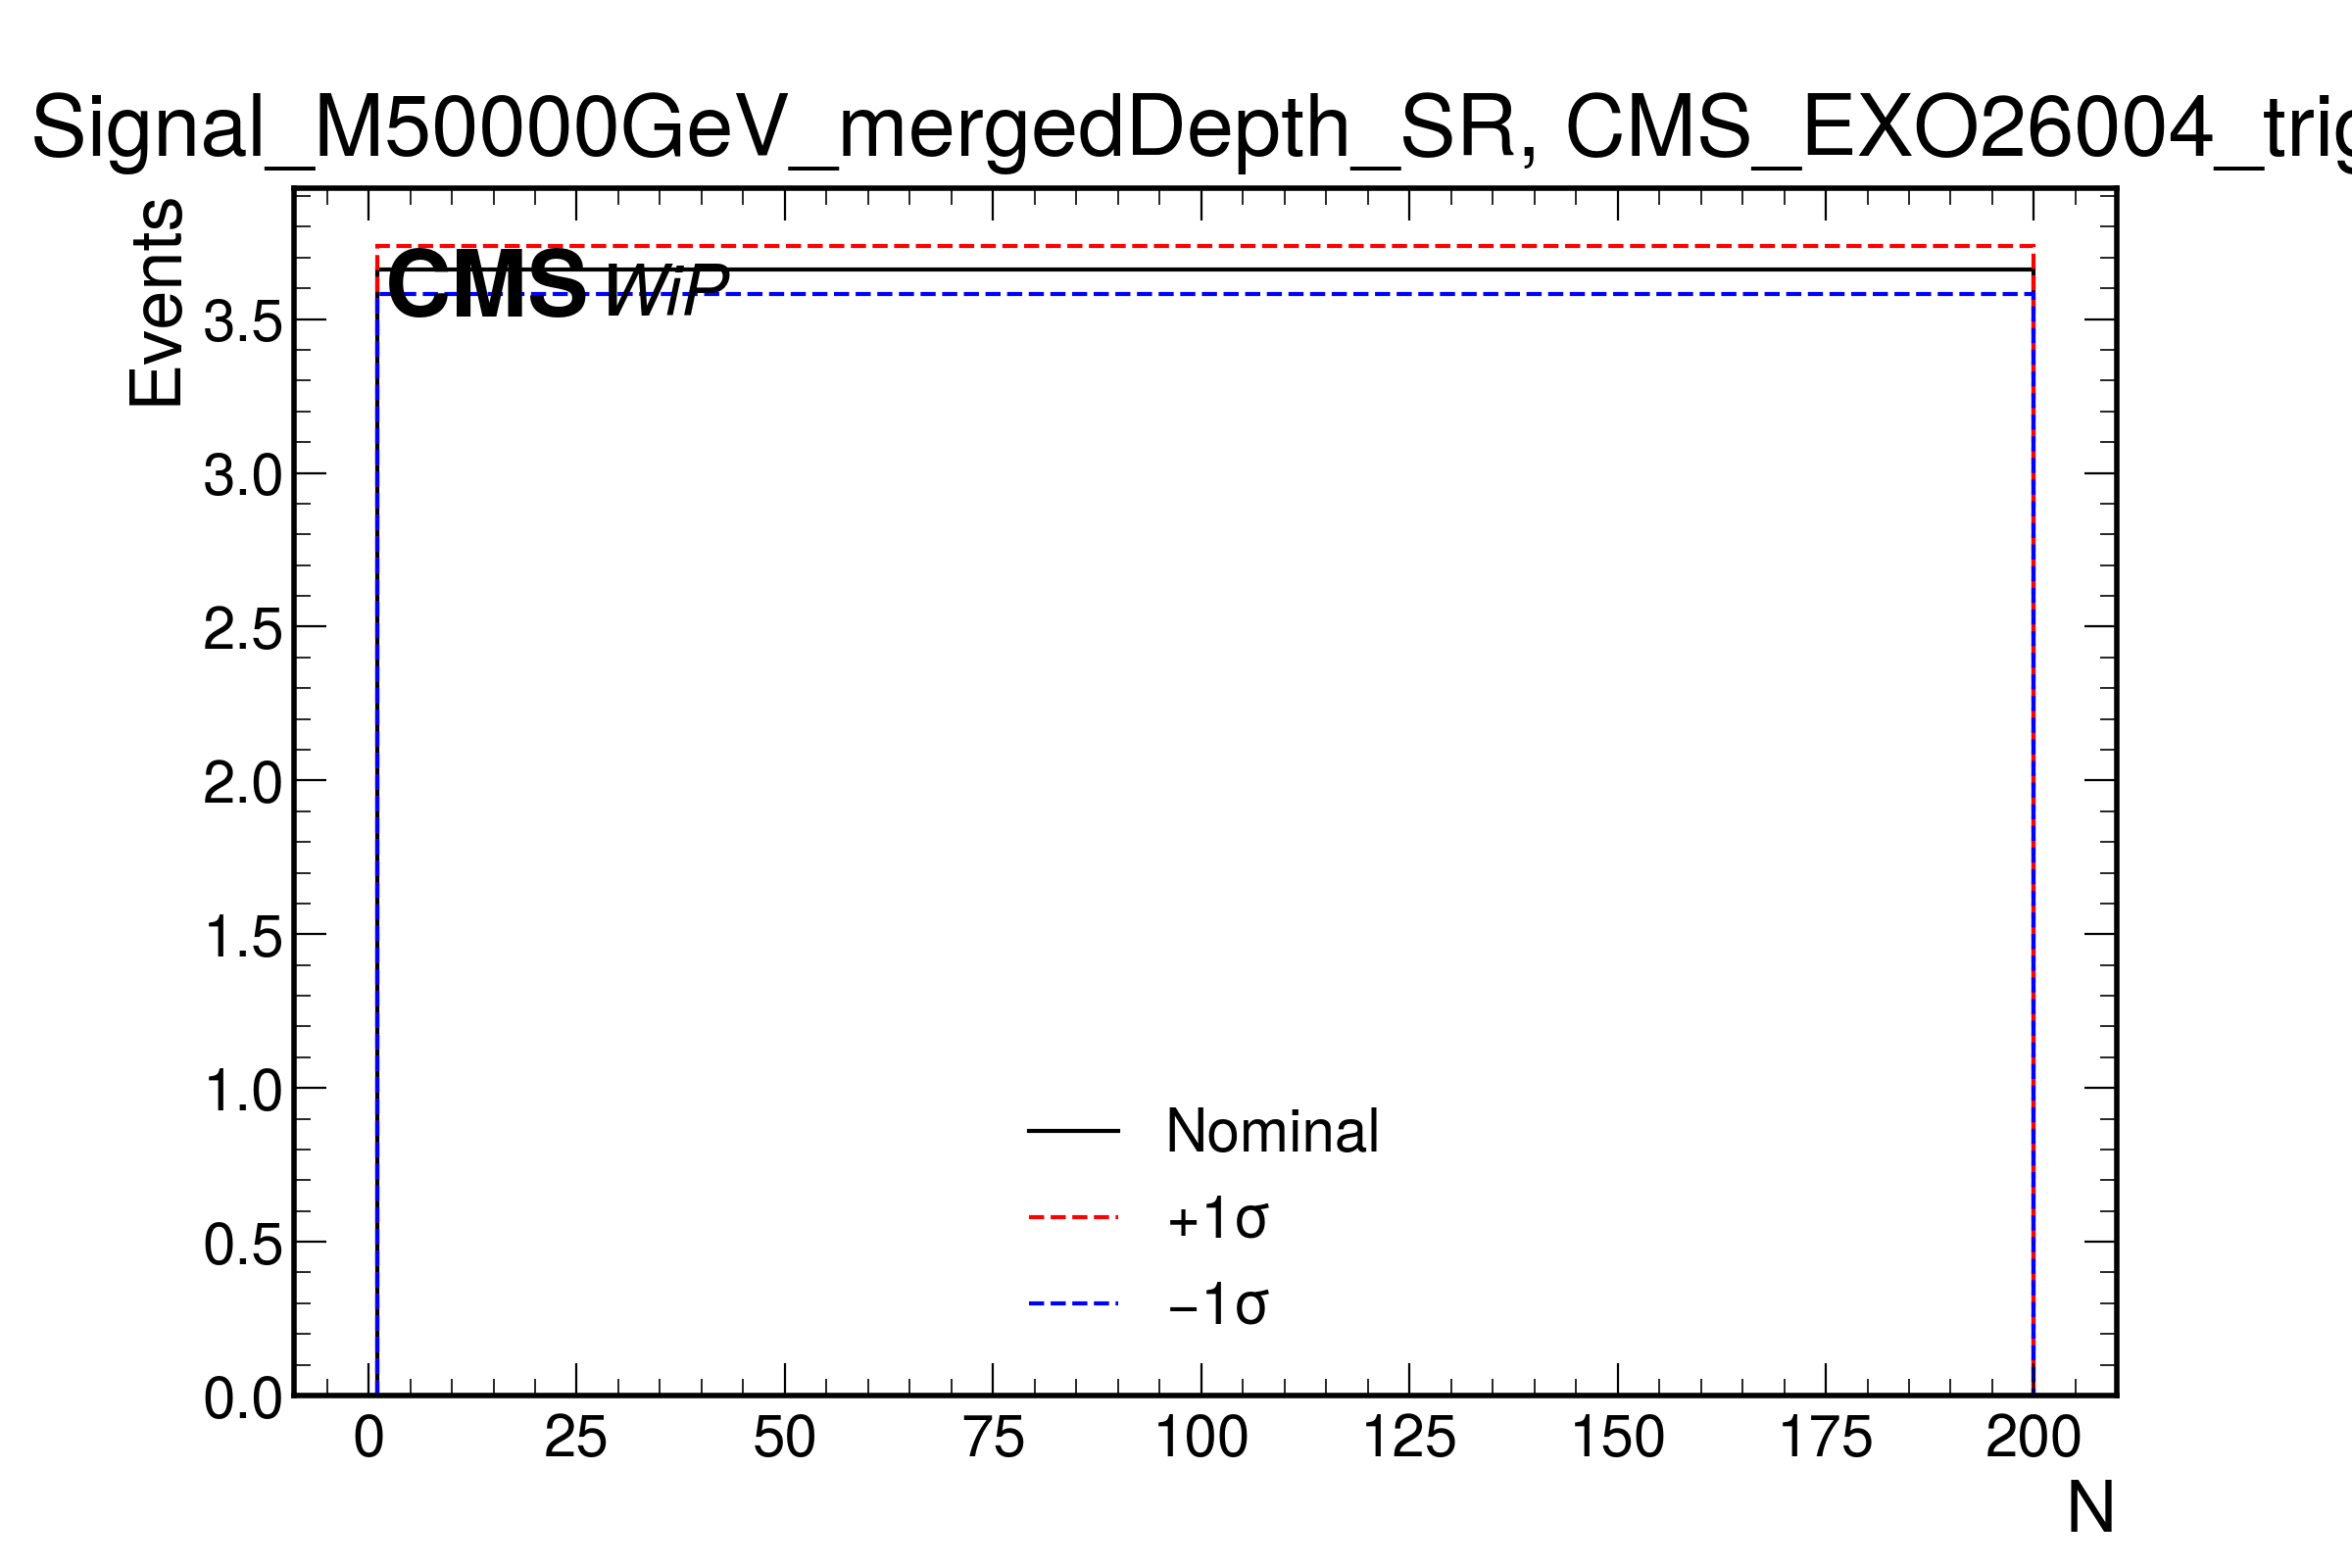 Signal_M50000GeV_mergedDepth_SR, CMS_EXO26004_trig
Events
CMS WiP
3.5
3.0
2.5
2.0
1.5
1.0
0.5
0.0
Nominal
+1σ
−1σ
0 25 50 75 100 125 150 175 200
N